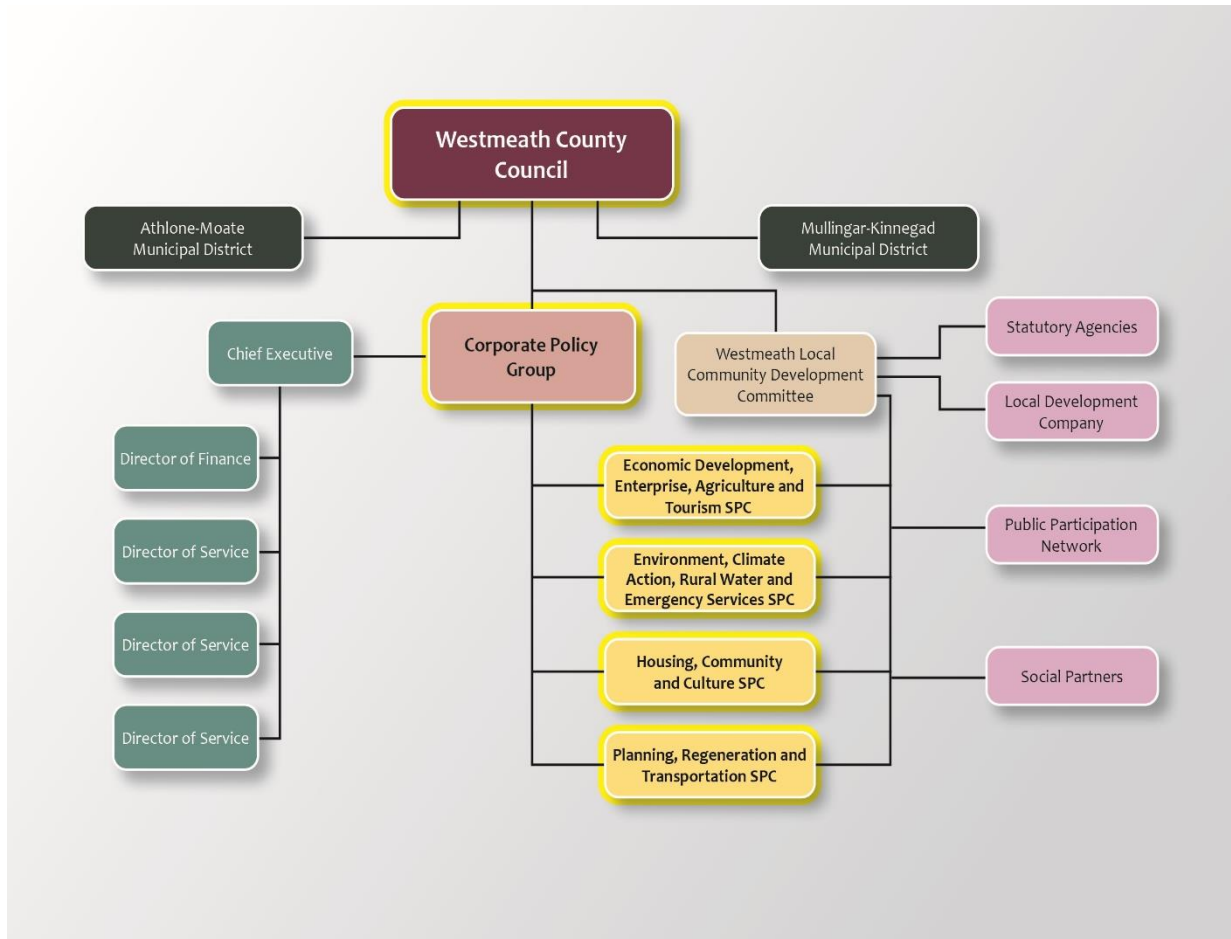 Westmeath County
Council
Athlone-Moate
Municipal District
Mullingar-Kinnegad
Municipal District
Chief Executive
Corporate Policy
Group
Westmeath Local
Community Development
Committee
Statutory Agencies
Local Development
Company
Director of Finance
Director of Service
Director of Service
Director of Service
Economic Development,
Enterprise, Agriculture and
Tourism SPC
Environment, Climate
Action, Rural Water and
Emergency Services SPC
Housing, Community
and Culture SPC
Planning, Regeneration and
Transportation SPC
Public Participation
Network
Social Partners